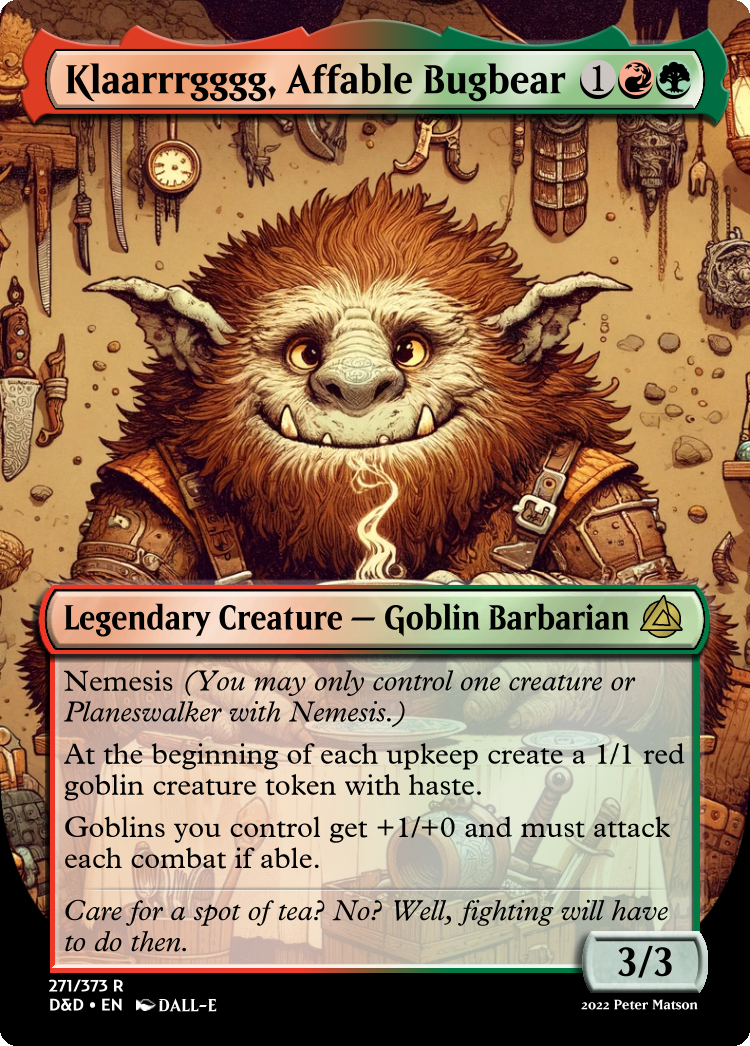 Klaarrrgggg, Affable Bugbear 1
Legendary Creature — Goblin Barbarian
Nemesis (You may only control one creature or
Planeswalker with Nemesis.)
At the beginning of each upkeep create a 1/1 red
goblin creature token with haste.
Goblins you control get +1/+0 and must attack
each combat if able.
Care for a spot of tea? No? Well, fighting will have
to do then.
3/3
271/373 R
D&D • EN DALL-E
2022 Peter Matson